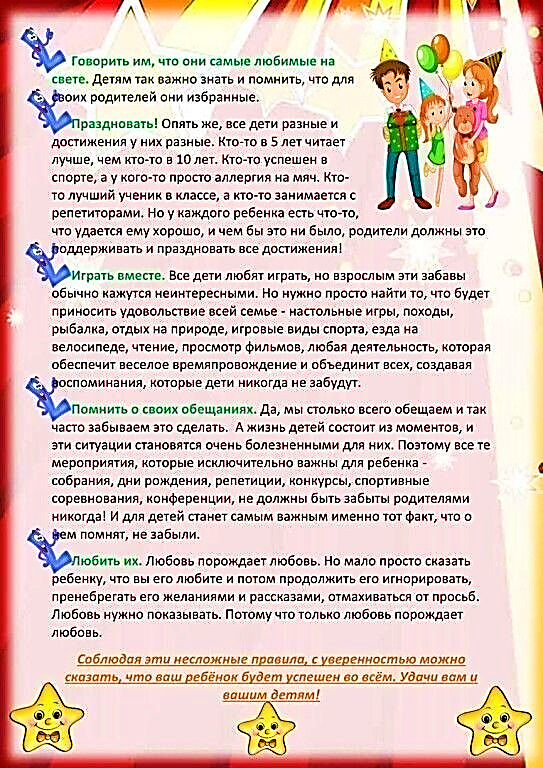 Говорить им, что они самые любимые на
свете. Детям так важно знать и помнить, что для
своих родителей они избранные.
Праздновать! Опять же, все дети разные и
достижения у них разные. Кто-то в 5 лет читает
лучше, чем кто-то в 10 лет. Кто-то успешен в
спорте, а у кого-то просто аллергия на мяч. Кто-
то лучший ученик в классе, а кто-то занимается с
репетиторами. Но у каждого ребенка есть что-то,
что удается ему хорошо, и чем бы это ни было, родители должны это
поддерживать и праздновать все достижения!
Играть вместе. Все дети любят играть, но взрослым эти забавы
обычно кажутся неинтересными. Но нужно просто найти то, что будет
приносить удовольствие всей семье - настольные игры, походы,
рыбалка, отдых на природе, игровые виды спорта, езда на
велосипеде, чтение, просмотр фильмов, любая деятельность, которая
обеспечит веселое времяпровождение и объединит всех, создавая
воспоминания, которые дети никогда не забудут.
Помнить о своих обещаниях. Да, мы столько всего обещаем и так
часто забываем это сделать. А жизнь детей состоит из моментов, и
эти ситуации становятся очень болезненными для них. Поэтому все те
мероприятия, которые исключительно важны для ребенка -
собрания, дни рождения, репетиции, конкурсы, спортивные
соревнования, конференции, не должны быть забыты родителями
никогда! И для детей станет самым важным именно тот факт, что о
нем помнят, не забыли.
Любить их. Любовь порождает любовь. Но мало просто сказать
ребенку, что вы его любите и потом продолжить его игнорировать,
пренебрегать его желаниями и рассказами, отмахиваться от просьб.
Любовь нужно показывать. Потому что только любовь порождает
любовь.
Соблюдая эти несложные правила, с уверенностью можно
сказать, что ваш ребёнок будет успешен во всём. Удачи вам и
вашим детям!